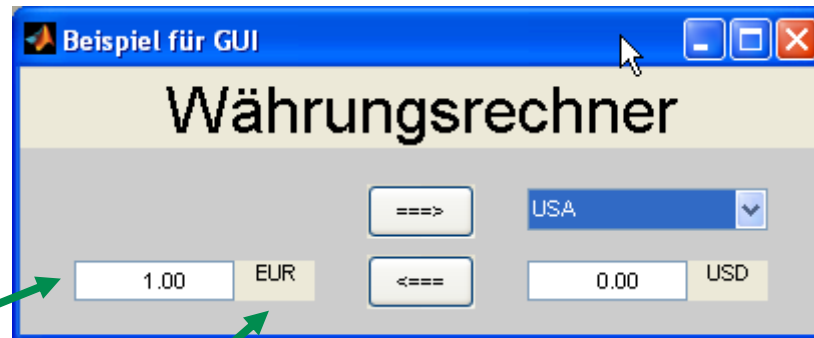 Beispiel für GUI
Währungsrechner
===> USA
1.00 EUR <=== 0.00 USD